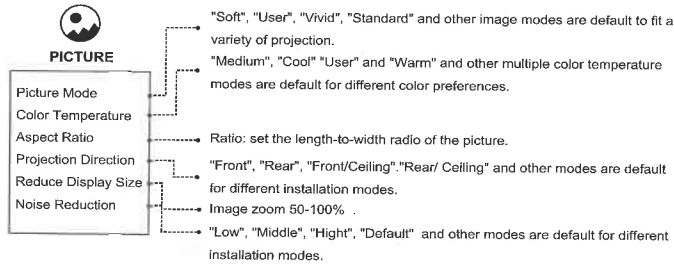 PICTURE
Picture Mode
Color Temperature
Aspect Ratio
Projection Direction
Reduce Display Size
Noise Reduction
"Soft", "User", "Vivid", "Standard" and other image modes are default to fit a
variety of projection.
"Medium", "Cool" "User" and "Warm" and other multiple color temperature
modes are default for different color preferences.
Ratio: set the length-to-width radio of the picture.
"Front", "Rear", "Front/Ceiling"."Rear/ Ceiling" and other modes are default
for different installation modes.
Image zoom 50-100% .
"Low", "Middle", "Hight", "Default" and other modes are default for different
installation modes.